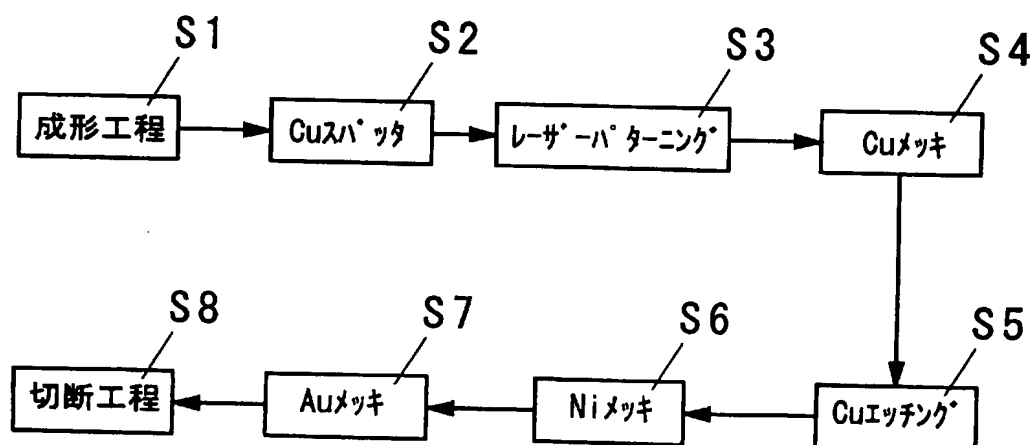 S1
成形工程
S2
Cuスパッタ
S3
レーザーパターニング
S4
Cuメッキ
S5
Cuエッチング
S6
Niメッキ
S7
Auメッキ
S8
切断工程